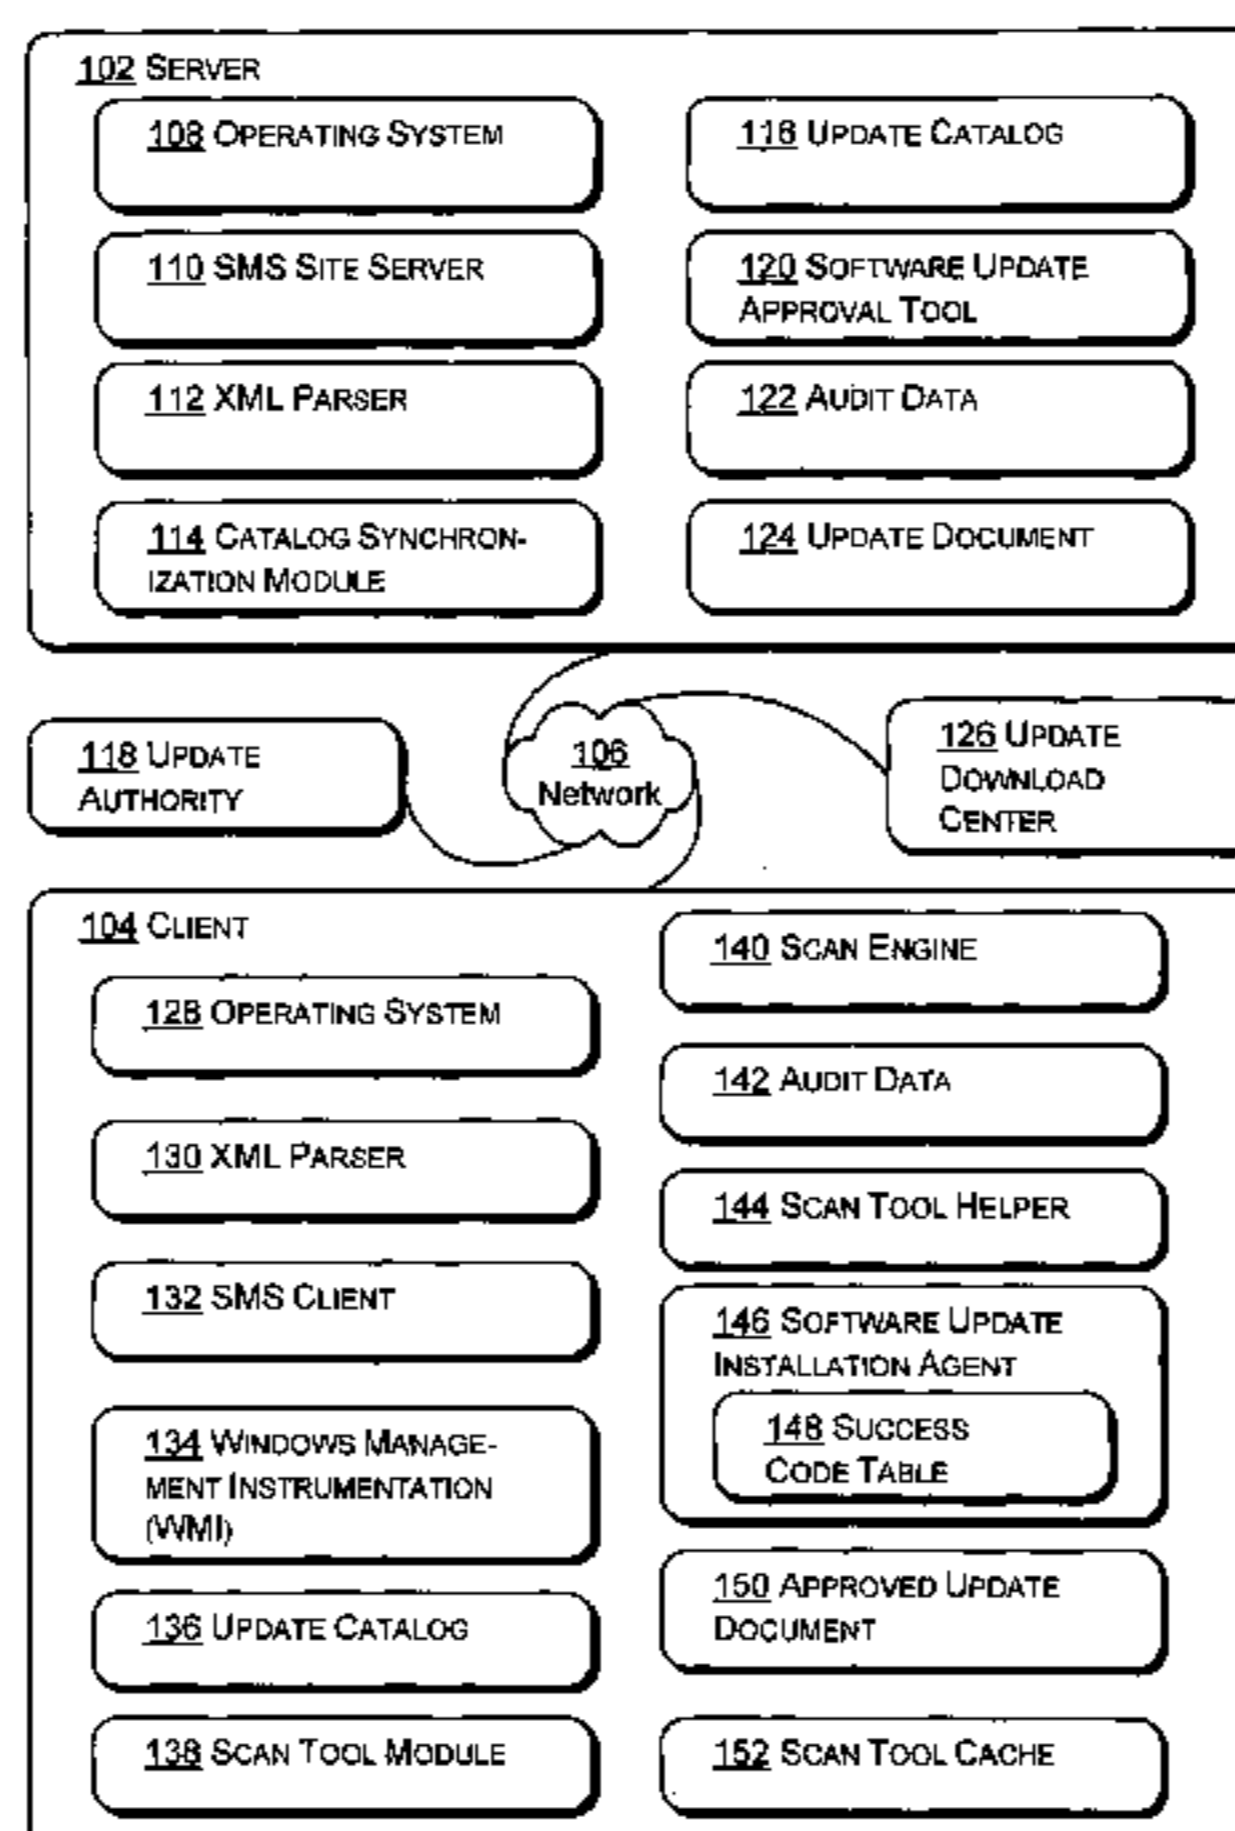 102 SERVER
108 OPERATING SYSTEM
110 SMS SITE SERVER
112 XML PARSER
114 CATALOG SYNCHRON-
IZATION MODULE
116 UPDATE CATALOG
120 SOFTWARE UPDATE
APPROVAL TOOL
122 AUDIT DATA
124 UPDATE DOCUMENT
118 UPDATE
AUTHORITY
106
Network
126 UPDATE
DOWNLOAD
CENTER
104 CLIENT
128 OPERATING SYSTEM
130 XML PARSER
132 SMS CLIENT
134 WINDOWS MANAGE-
MENT INSTRUMENTATION
(WMI)
136 UPDATE CATALOG
138 SCAN TOOL MODULE
140 SCAN ENGINE
142 AUDIT DATA
144 SCAN TOOL HELPER
146 SOFTWARE UPDATE
INSTALLATION AGENT
148 SUCCESS
CODE TABLE
150 APPROVED UPDATE
DOCUMENT
152 SCAN TOOL CACHE